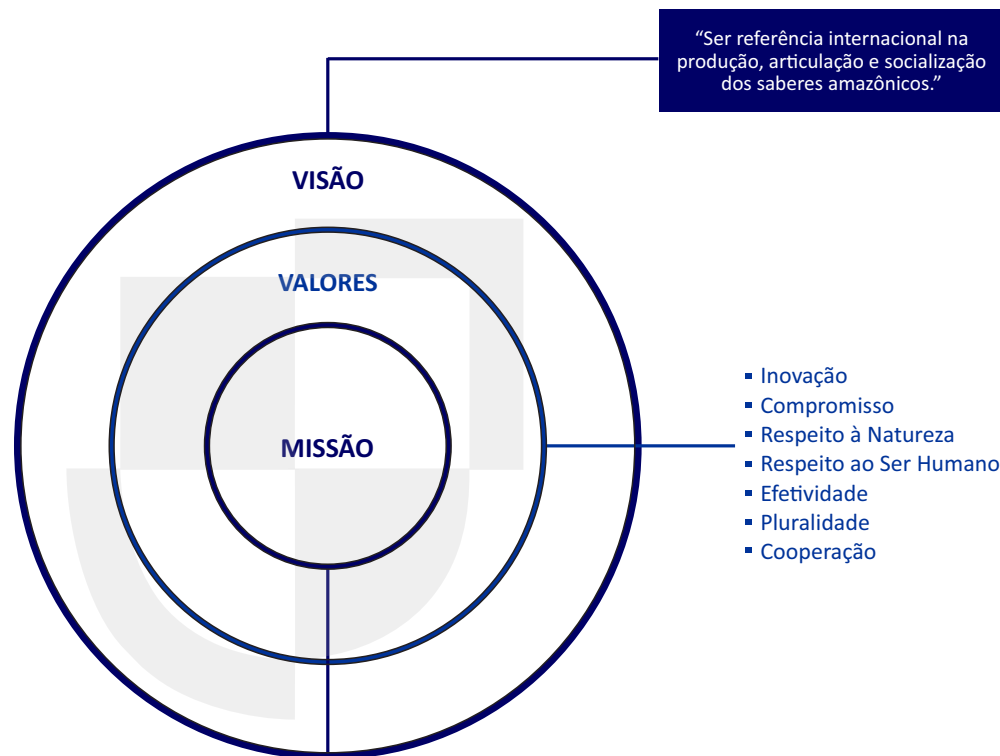 “Ser referência internacional na
produção, articulação e socialização
dos saberes amazônicos.”
VISÃO
VALORES
MISSÃO
▪ Inovação
▪ Compromisso
▪ Respeito à Natureza
▪ Respeito ao Ser Humano
▪ Efetividade
▪ Pluralidade
▪ Cooperação